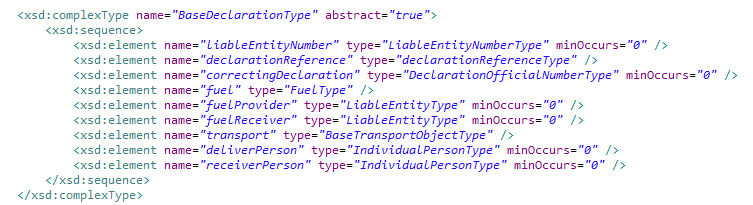 <xsd:complexType name="BaseDeclarationType" abstract="true">
<xsd:sequence>
<xsd:element name="liableEntityNumber" type="LiableEntityNumberType" minOccurs="0" />
<xsd:element name="declarationReference" type="declarationReferenceType" />
<xsd:element name="correctingDeclaration" type="DeclarationOfficialNumberType" minOccurs="0" />
<xsd:element name="fuel" type="FuelType" />
<xsd:element name="fuelProvider" type="LiableEntityType" minOccurs="0" />
<xsd:element name="fuelReceiver" type="LiableEntityType" minOccurs="0" />
<xsd:element name="transport" type="BaseTransportObjectType" />
<xsd:element name="deliverPerson" type="IndividualPersonType" minOccurs="0" />
<xsd:element name="receiverPerson" type="IndividualPersonType" minOccurs="0" />
</xsd:sequence>
</xsd:complexType>